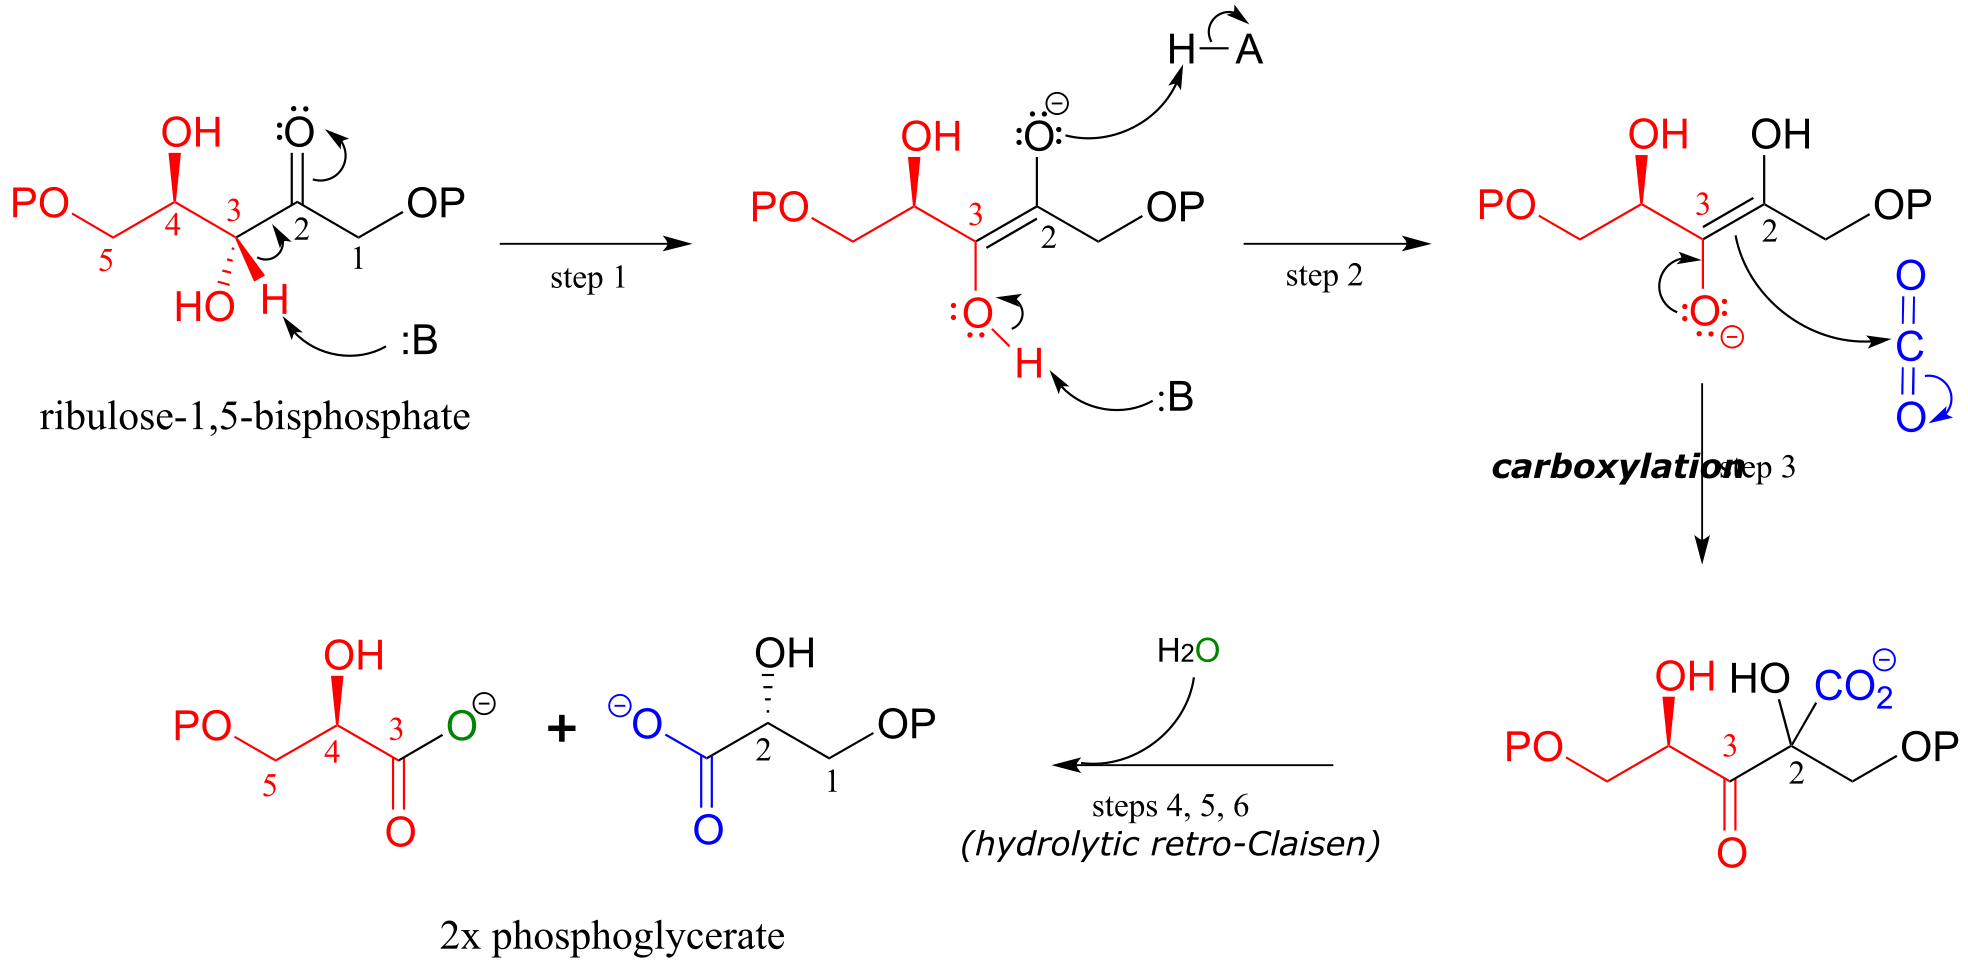 H A
OH :O: PO 4 3 2 OP 5 1 HO H :B
ribulose-1,5-bisphosphate
step 1
OH :O:⊖ PO 3 2 OP :O H :B
step 2
OH OH PO 3 2 OP :O:⊖ O C O
carboxylation step 3
OH HO CO2⊖ PO 3 2 OP O
H2O
steps 4, 5, 6
(hydrolytic retro-Claisen)
OH PO 3 O⊖ 4 5 O
+
⊖O OH 2 OP 1 O
2x phosphoglycerate